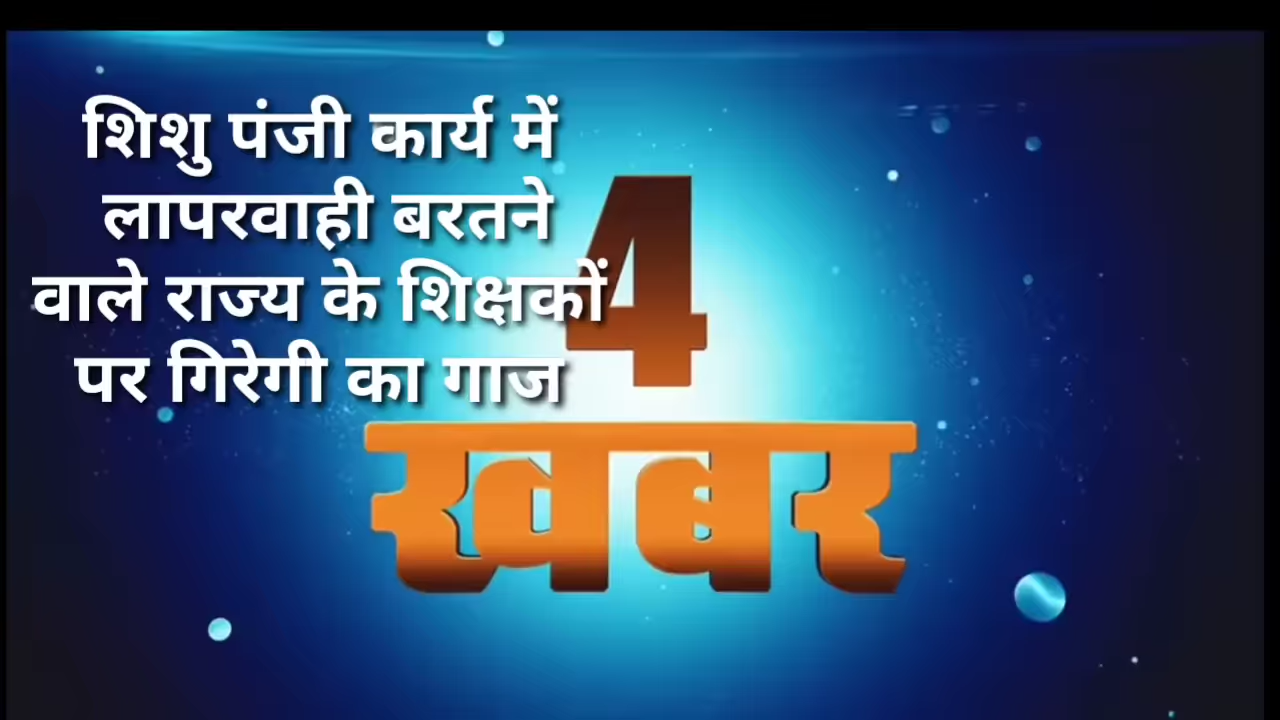 शिशु पंजी कार्य में
लापरवाही बरतने
वाले राज्य के शिक्षकों
पर गिरेगी का गाज
4
खबर